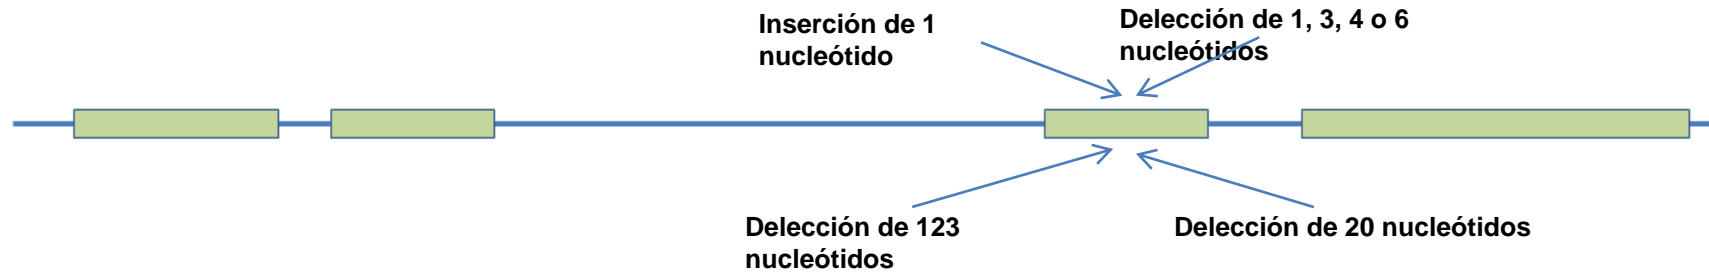 Inserción de 1
nucleótido
Delección de 1, 3, 4 o 6
nucleótidos
Delección de 123
nucleótidos
Delección de 20 nucleótidos